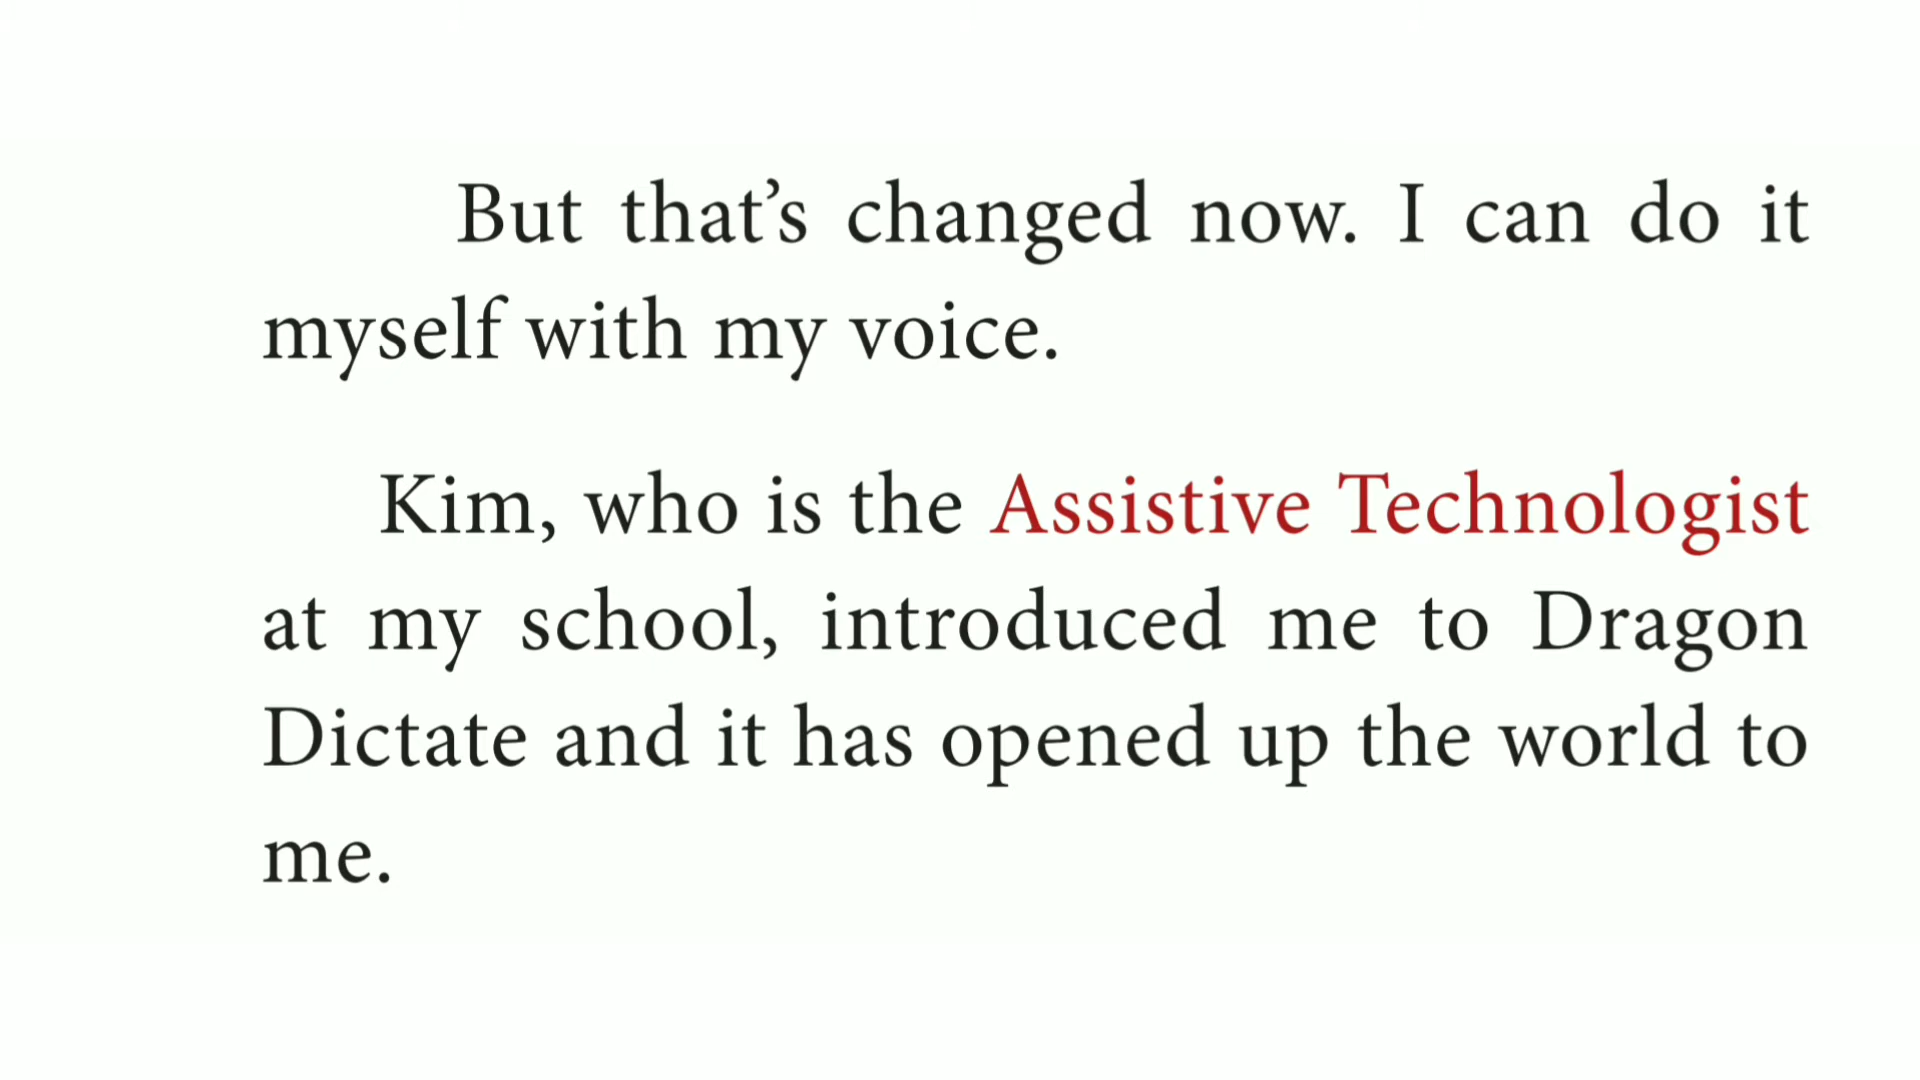 But that’s changed now. I can do it
myself with my voice.
Kim, who is the Assistive Technologist
at my school, introduced me to Dragon
Dictate and it has opened up the world to
me.